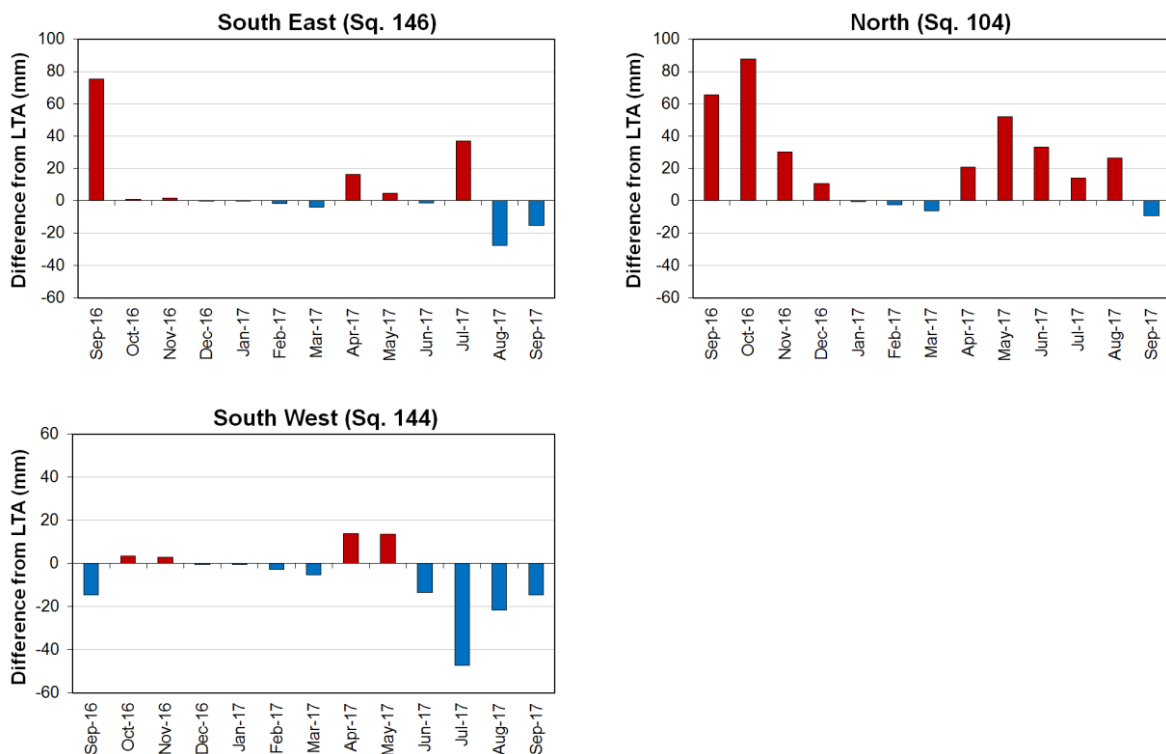 South East (Sq. 146)
Difference from LTA (mm)
100
80
60
40
20
0
-20
-40
-60
Sep-16
Oct-16
Nov-16
Dec-16
Jan-17
Feb-17
Mar-17
Apr-17
May-17
Jun-17
Jul-17
Aug-17
Sep-17
North (Sq. 104)
Difference from LTA (mm)
100
80
60
40
20
0
-20
-40
-60
Sep-16
Oct-16
Nov-16
Dec-16
Jan-17
Feb-17
Mar-17
Apr-17
May-17
Jun-17
Jul-17
Aug-17
Sep-17
South West (Sq. 144)
Difference from LTA (mm)
60
40
20
0
-20
-40
-60
Sep-16
Oct-16
Nov-16
Dec-16
Jan-17
Feb-17
Mar-17
Apr-17
May-17
Jun-17
Jul-17
Aug-17
Sep-17